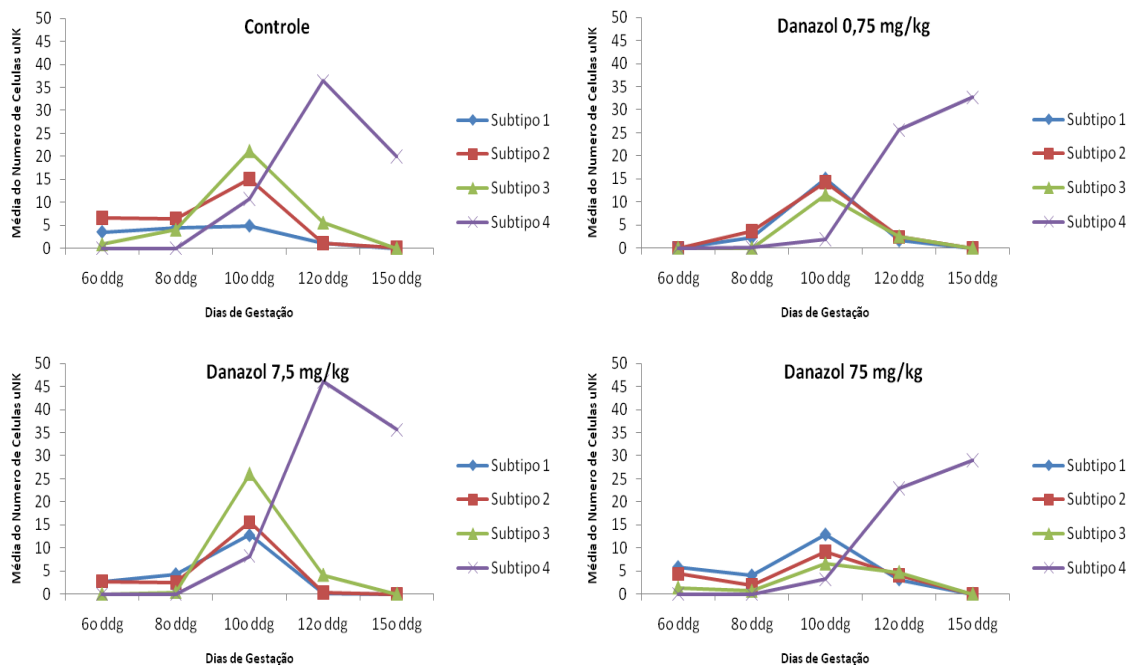 Controle
Média do Numero de Celulas uNK
50
45
40
35
30
25
20
15
10
5
0
6o ddg 8o ddg 10o ddg 12o ddg 15o ddg
Dias de Gestação
Subtipo 1
Subtipo 2
Subtipo 3
Subtipo 4
Danazol 0,75 mg/kg
Média do Numero de Celulas uNK
50
45
40
35
30
25
20
15
10
5
0
6o ddg 8o ddg 10o ddg 12o ddg 15o ddg
Dias de Gestação
Subtipo 1
Subtipo 2
Subtipo 3
Subtipo 4
Danazol 7,5 mg/kg
Média do Numero de Celulas uNK
50
45
40
35
30
25
20
15
10
5
0
6o ddg 8o ddg 10o ddg 12o ddg 15o ddg
Dias de Gestação
Subtipo 1
Subtipo 2
Subtipo 3
Subtipo 4
Danazol 75 mg/kg
Média do Numero de Celulas uNK
50
45
40
35
30
25
20
15
10
5
0
6o ddg 8o ddg 10o ddg 12o ddg 15o ddg
Dias de Gestação
Subtipo 1
Subtipo 2
Subtipo 3
Subtipo 4